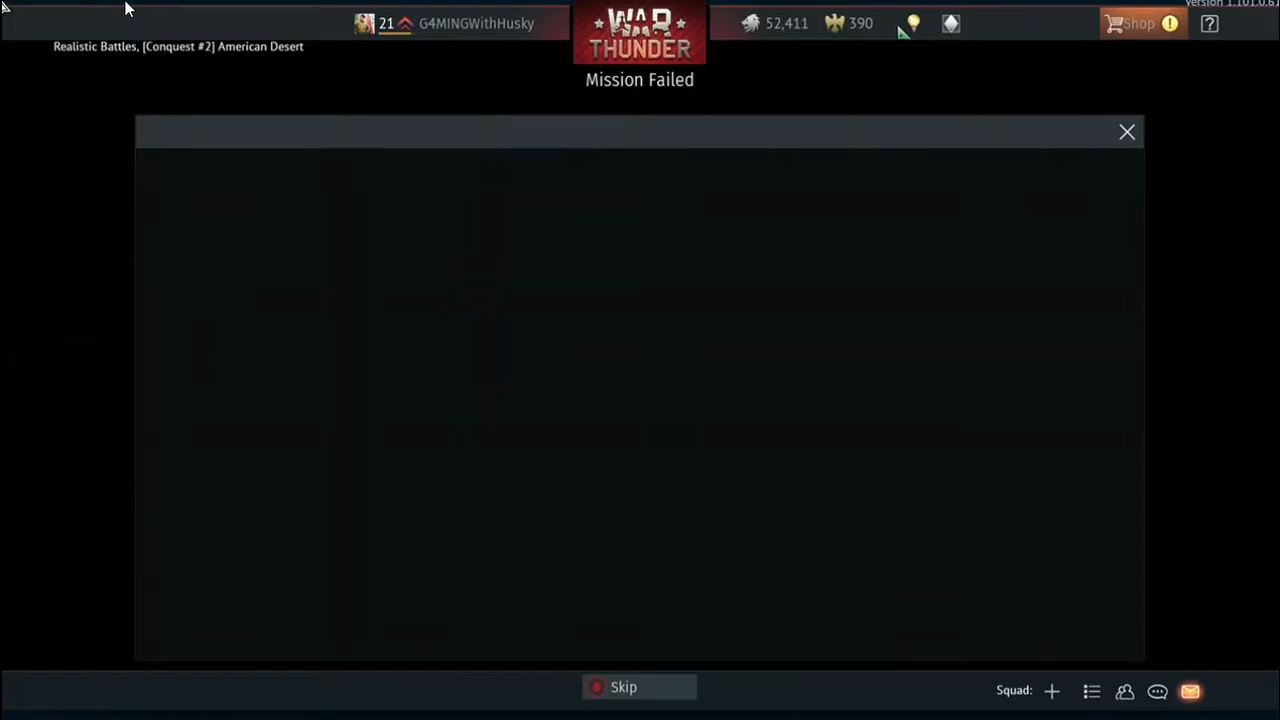 Version 1.101.0.61
21 G4MINGWithHusky
WAR THUNDER
52,411 390
Shop !
?
Realistic Battles, [Conquest #2] American Desert
Mission Failed
B Skip
Squad: